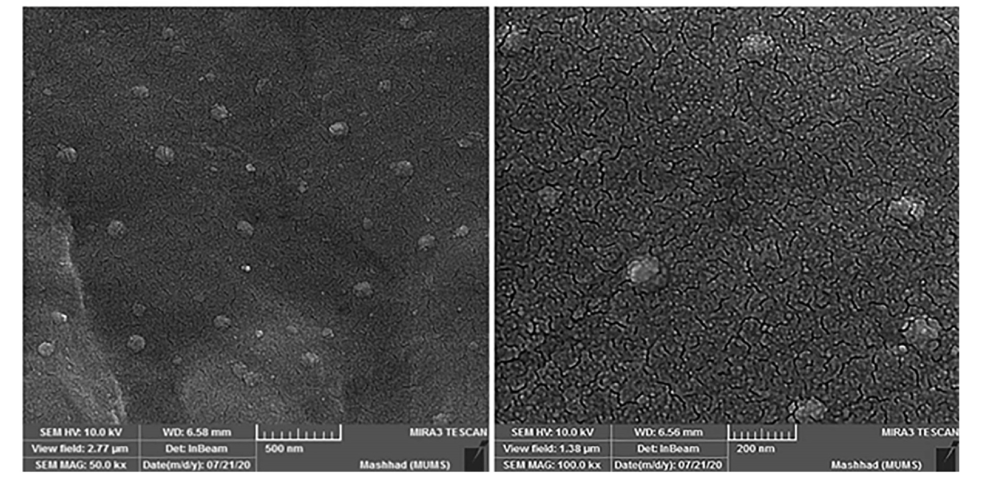 SEM HV: 10.0 kV WD: 6.58 mm MIRA3 TESCAN
View field: 2.77 µm Det: InBeam 500 nm
SEM MAG: 50.0 kx Date(m/d/y): 07/21/20 Mashhad (MUMS)
SEM HV: 10.0 kV WD: 6.56 mm MIRA3 TESCAN
View field: 1.38 µm Det: InBeam 200 nm
SEM MAG: 100.0 kx Date(m/d/y): 07/21/20 Mashhad (MUMS)